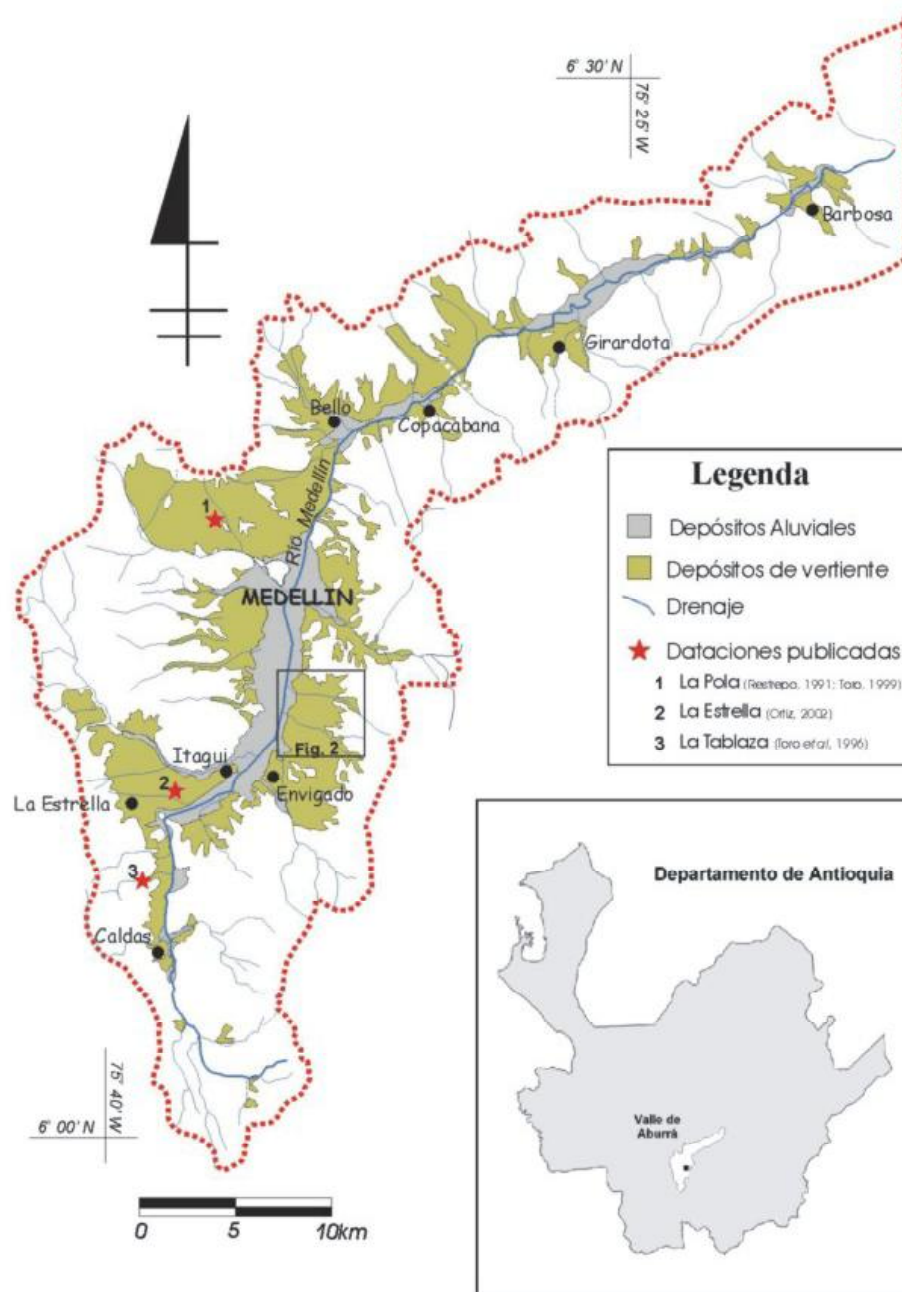 6° 30' N
75° 25' W
Barbosa
Girardota
Bello
Copacabana
Río Medellín
1
MEDELLIN
Fig. 2
Itagui
2
Envigado
La Estrella
3
Caldas
75° 40' W
6° 00' N
0 5 10km
Legenda
Depósitos Aluviales
Depósitos de vertiente
Drenaje
Dataciones publicadas
1 La Pola (Restrepo, 1991; Toro, 1999)
2 La Estrella (Ortiz, 2002)
3 La Tablaza (Toro et al, 1996)
Departamento de Antioquia
Valle de
Aburrá